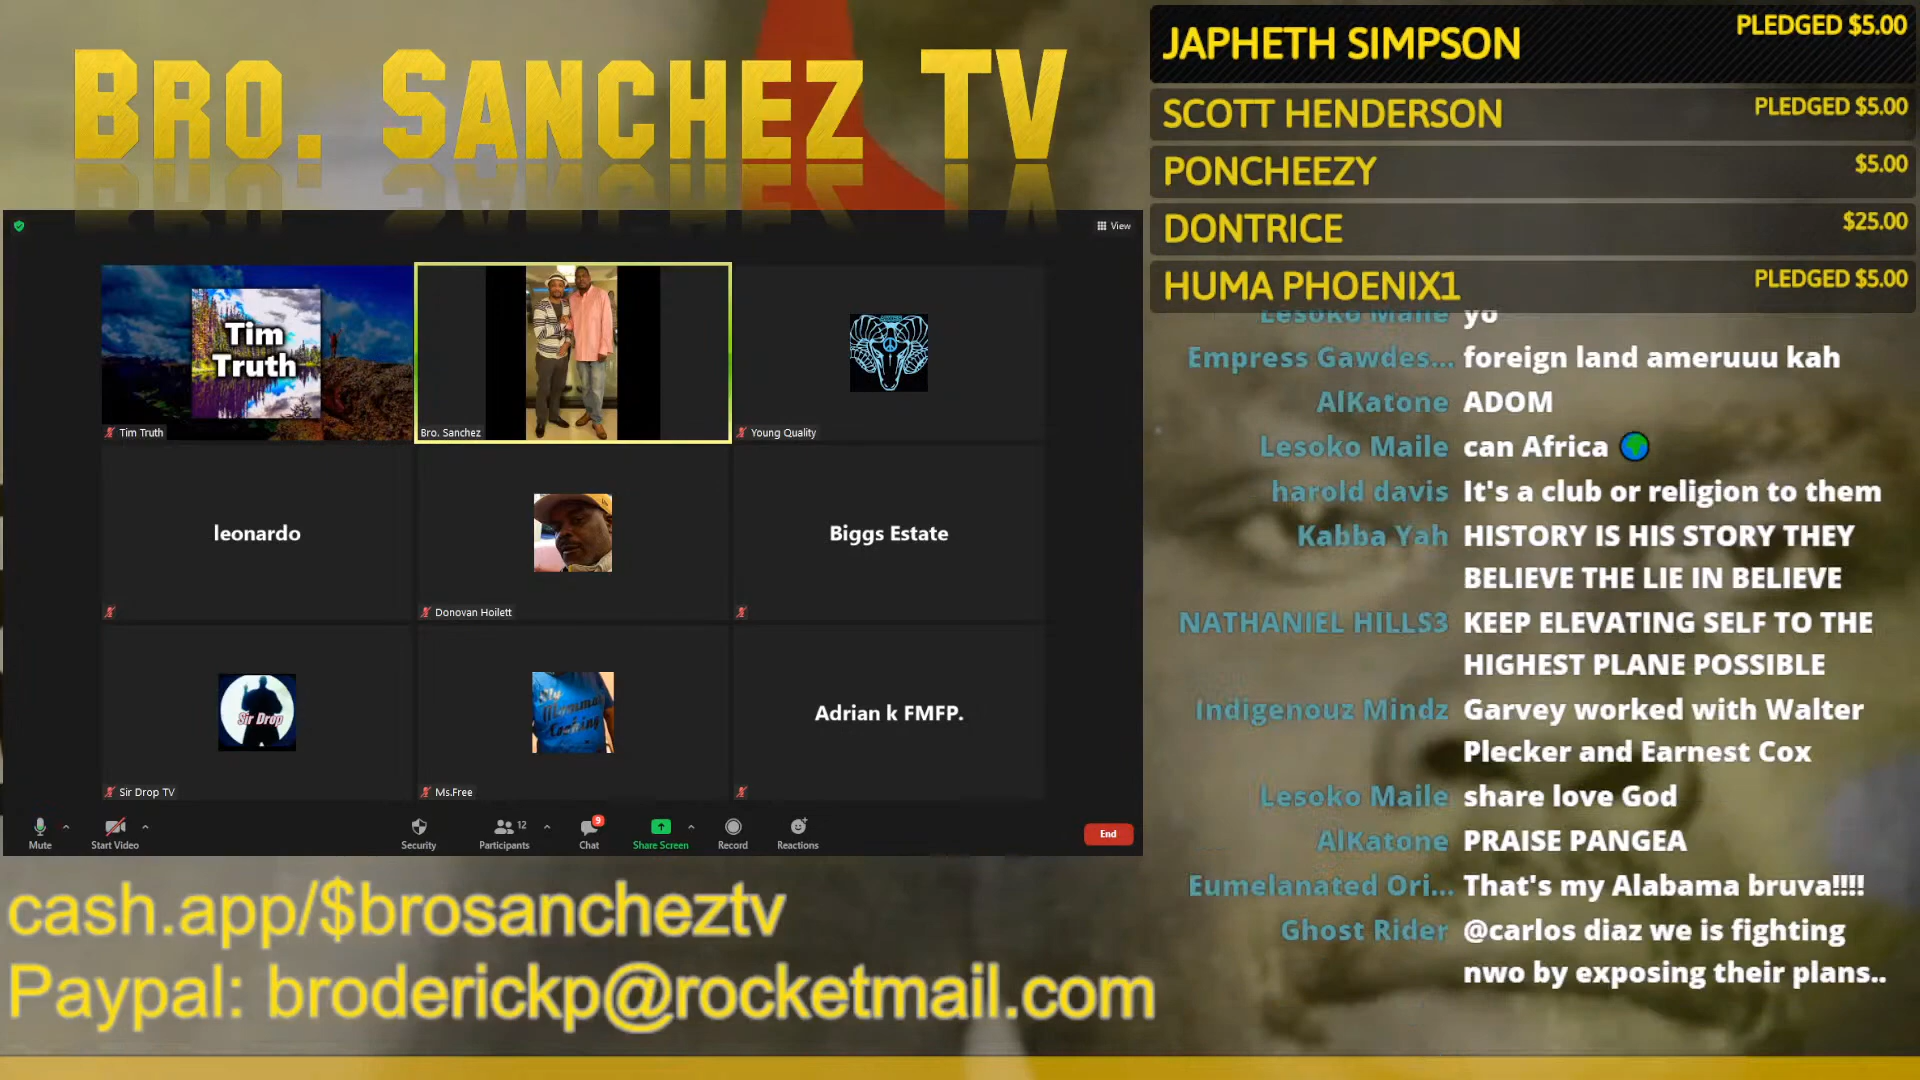 BRO. SANCHEZ TV
View
Tim
Truth
Tim Truth
Bro. Sanchez
Young Quality
leonardo
Donovan Hoilett
Biggs Estate
Sir Drop
Sir Drop TV
Ms.Free
Adrian k FMFP.
Mute
Start Video
Security
12
Participants
9
Chat
Share Screen
Record
Reactions
End
cash.app/$brosancheztv
Paypal: broderickp@rocketmail.com
JAPHETH SIMPSON PLEDGED $5.00
SCOTT HENDERSON PLEDGED $5.00
PONCHEEZY $5.00
DONTRICE $25.00
HUMA PHOENIX1 PLEDGED $5.00
Lesoko Maile yo
Empress Gawdes... foreign land ameruuu kah
AlKatone ADOM
Lesoko Maile can Africa 🌍
harold davis It's a club or religion to them
Kabba Yah HISTORY IS HIS STORY THEY
BELIEVE THE LIE IN BELIEVE
NATHANIEL HILLS3 KEEP ELEVATING SELF TO THE
HIGHEST PLANE POSSIBLE
Indigenouz Mindz Garvey worked with Walter
Plecker and Earnest Cox
Lesoko Maile share love God
AlKatone PRAISE PANGEA
Eumelanated Ori... That's my Alabama bruva!!!!
Ghost Rider @carlos diaz we is fighting
nwo by exposing their plans..